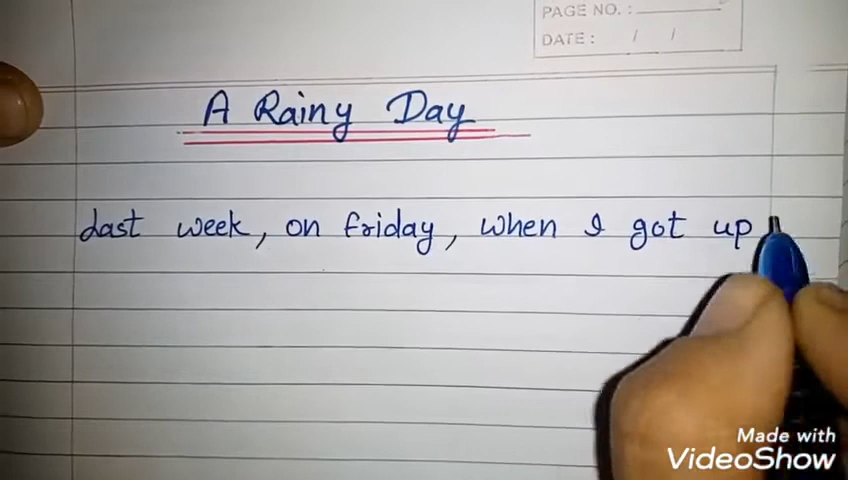 PAGE NO. :
DATE : / /
A Rainy Day
Last week, on friday, when I got up
Made with
VideoShow